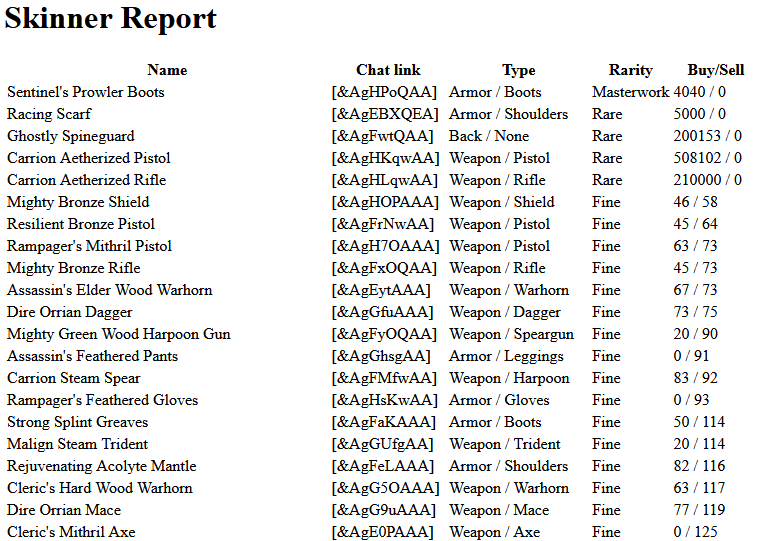 Skinner Report
Name Chat link Type Rarity Buy/Sell
Sentinel's Prowler Boots [&AgHPoQAA] Armor / Boots Masterwork 4040 / 0
Racing Scarf [&AgEBXQEA] Armor / Shoulders Rare 5000 / 0
Ghostly Spineguard [&AgFwtQAA] Back / None Rare 200153 / 0
Carrion Aetherized Pistol [&AgHKqwAA] Weapon / Pistol Rare 508102 / 0
Carrion Aetherized Rifle [&AgHLqwAA] Weapon / Rifle Rare 210000 / 0
Mighty Bronze Shield [&AgHOPAAA] Weapon / Shield Fine 46 / 58
Resilient Bronze Pistol [&AgFrNwAA] Weapon / Pistol Fine 45 / 64
Rampager's Mithril Pistol [&AgH7OAAA] Weapon / Pistol Fine 63 / 73
Mighty Bronze Rifle [&AgFxOQAA] Weapon / Rifle Fine 45 / 73
Assassin's Elder Wood Warhorn [&AgEytAAA] Weapon / Warhorn Fine 67 / 73
Dire Orrian Dagger [&AgGfuAAA] Weapon / Dagger Fine 73 / 75
Mighty Green Wood Harpoon Gun [&AgFyOQAA] Weapon / Speargun Fine 20 / 90
Assassin's Feathered Pants [&AgGhsgAA] Armor / Leggings Fine 0 / 91
Carrion Steam Spear [&AgFMfwAA] Weapon / Harpoon Fine 83 / 92
Rampager's Feathered Gloves [&AgHsKwAA] Armor / Gloves Fine 0 / 93
Strong Splint Greaves [&AgFaKAAA] Armor / Boots Fine 50 / 114
Malign Steam Trident [&AgGUfgAA] Weapon / Trident Fine 20 / 114
Rejuvenating Acolyte Mantle [&AgFeLAAA] Armor / Shoulders Fine 82 / 116
Cleric's Hard Wood Warhorn [&AgG5OAAA] Weapon / Warhorn Fine 63 / 117
Dire Orrian Mace [&AgG9uAAA] Weapon / Mace Fine 77 / 119
Cleric's Mithril Axe [&AgE0PAAA] Weapon / Axe Fine 0 / 125